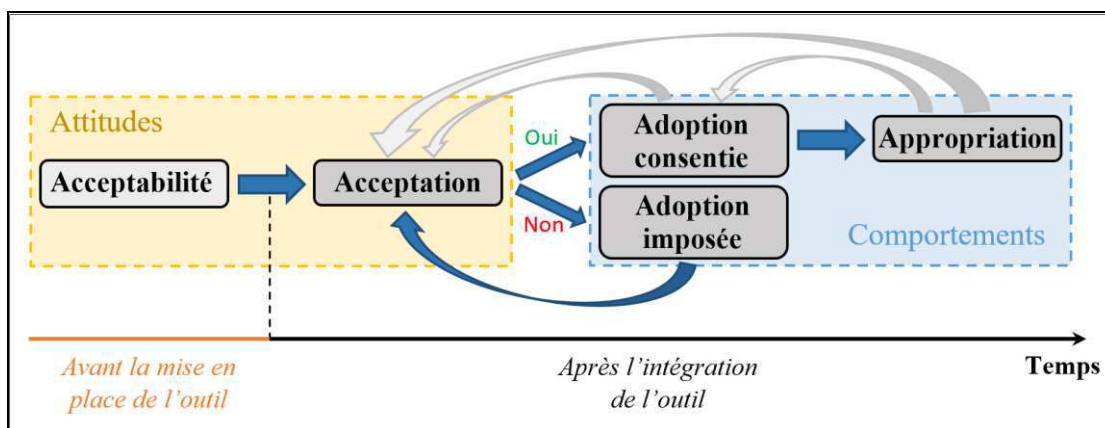 Attitudes
Acceptabilité
Acceptation
Oui
Non
Adoption
consentie
Adoption
imposée
Appropriation
Comportements
Avant la mise en
place de l’outil
Après l’intégration
de l’outil
Temps